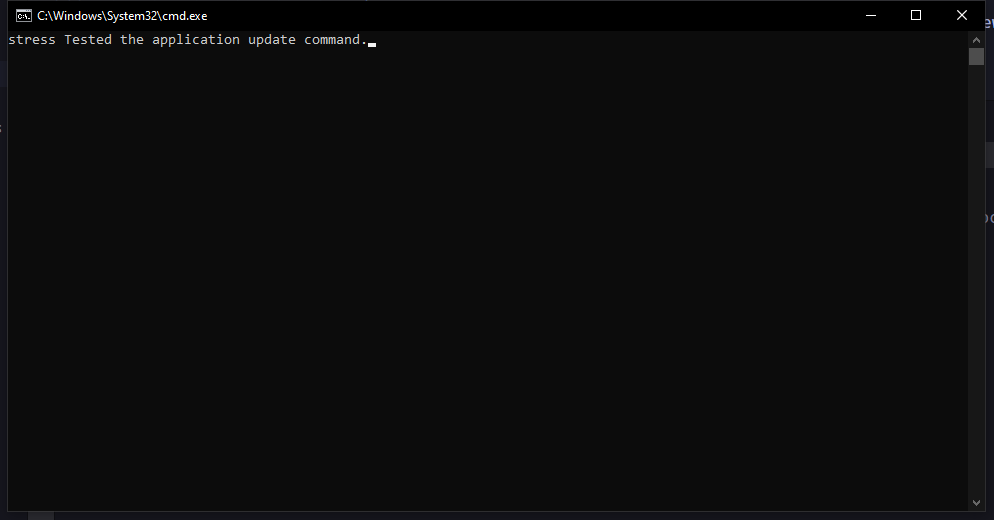 C:\Windows\System32\cmd.exe
stress Tested the application update command.